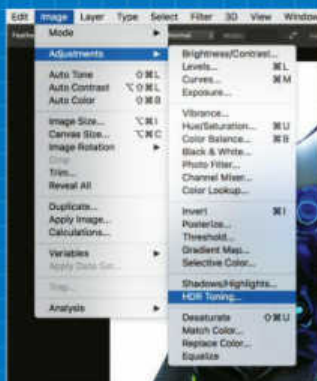 Edit Image Layer Type Select Filter 3D View Window
Mode
Adjustments
Auto Tone ⇧⌘L
Auto Contrast ⌥⇧⌘L
Auto Color ⇧⌘B
Image Size... ⌥⌘I
Canvas Size... ⌥⌘C
Image Rotation
Crop
Trim...
Reveal All
Duplicate...
Apply Image...
Calculations...
Variables
Apply Data Set...
Trap...
Analysis
Brightness/Contrast...
Levels... ⌘L
Curves... ⌘M
Exposure...
Vibrance...
Hue/Saturation... ⌘U
Color Balance... ⌘B
Black & White...
Photo Filter...
Channel Mixer...
Color Lookup...
Invert ⌘I
Posterize...
Threshold...
Gradient Map...
Selective Color...
Shadows/Highlights...
HDR Toning...
Desaturate ⇧⌘U
Match Color...
Replace Color...
Equalize